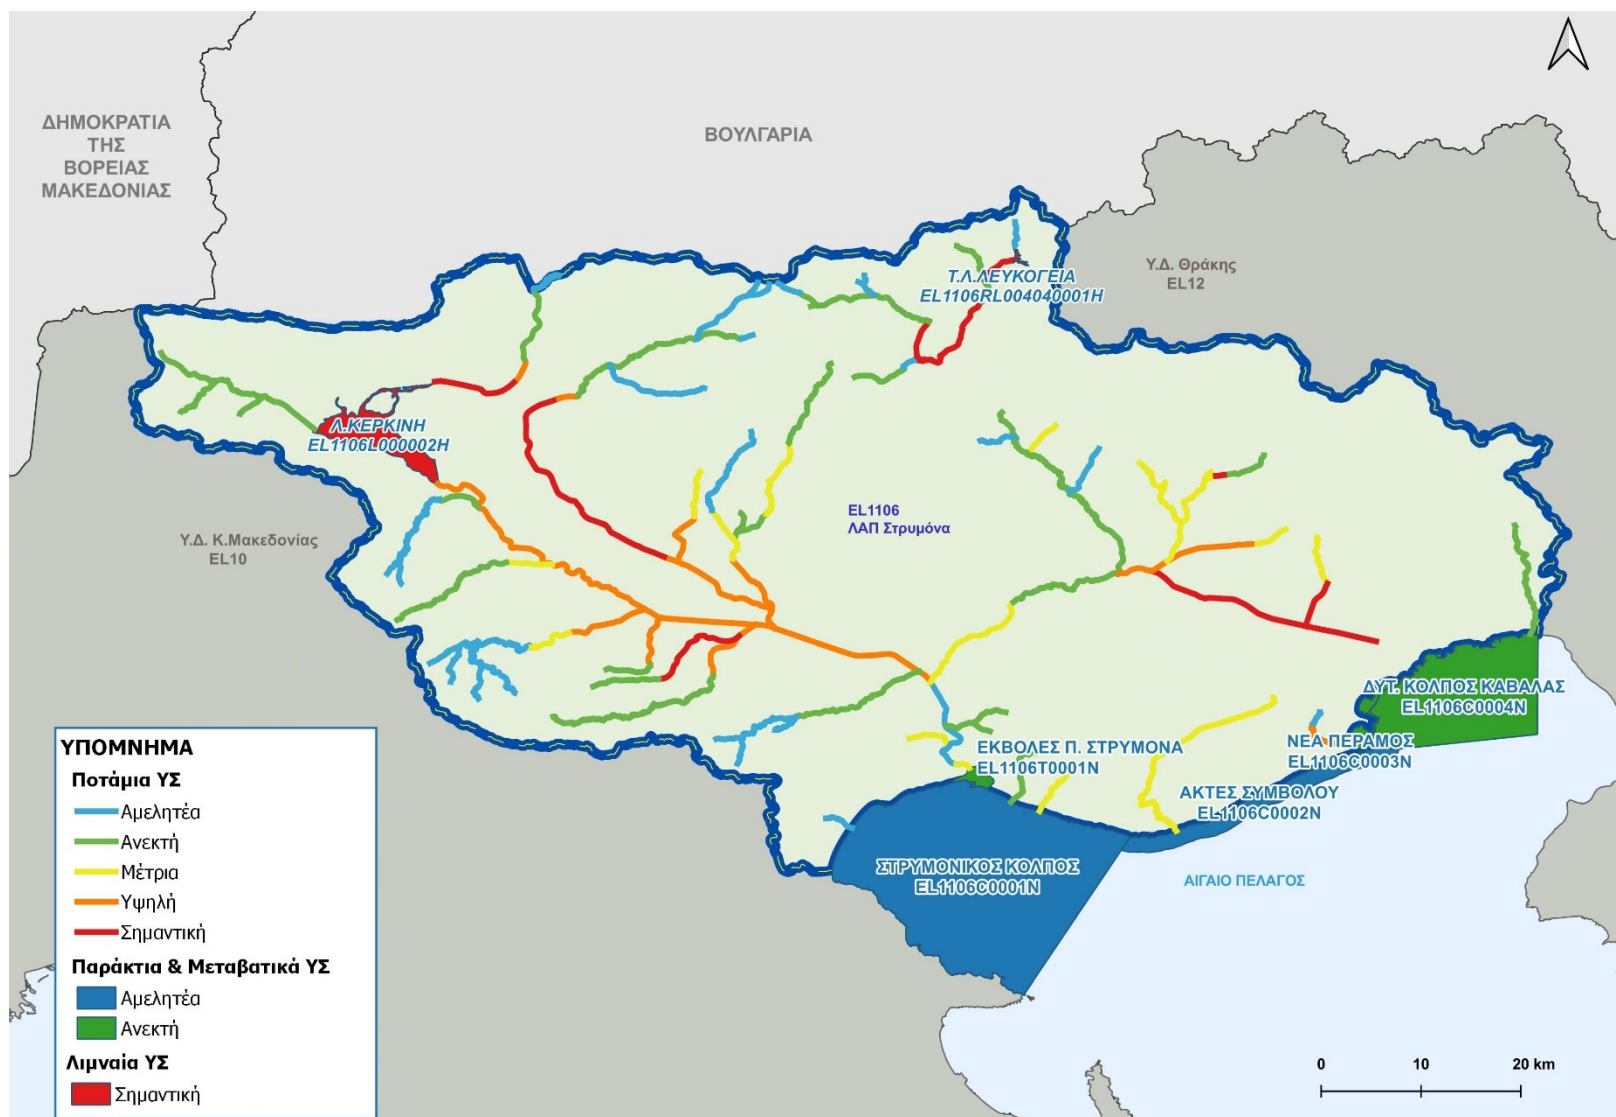 ΔΗΜΟΚΡΑΤΙΑ
ΤΗΣ
ΒΟΡΕΙΑΣ
ΜΑΚΕΔΟΝΙΑΣ
ΒΟΥΛΓΑΡΙΑ
Υ.Δ. Θράκης
EL12
Τ.Λ.ΛΕΥΚΟΓΕΙΑ
EL1106RL004040001H
Λ.ΚΕΡΚΙΝΗ
EL1106L000002H
EL1106
ΛΑΠ Στρυμόνα
Υ.Δ. Κ.Μακεδονίας
EL10
ΔΥΤ. ΚΟΛΠΟΣ ΚΑΒΑΛΑΣ
EL1106C0004N
ΝΕΑ ΠΕΡΑΜΟΣ
EL1106C0003N
ΕΚΒΟΛΕΣ Π. ΣΤΡΥΜΟΝΑ
EL1106T0001N
ΑΚΤΕΣ ΣΥΜΒΟΛΟΥ
EL1106C0002N
ΣΤΡΥΜΟΝΙΚΟΣ ΚΟΛΠΟΣ
EL1106C0001N
ΑΙΓΑΙΟ ΠΕΛΑΓΟΣ
ΥΠΟΜΝΗΜΑ
Ποτάμια ΥΣ
Αμελητέα
Ανεκτή
Μέτρια
Υψηλή
Σημαντική
Παράκτια & Μεταβατικά ΥΣ
Αμελητέα
Ανεκτή
Λιμναία ΥΣ
Σημαντική
0 10 20 km